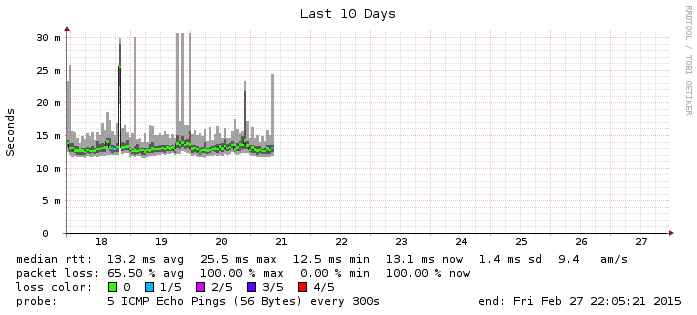 Last 10 Days
RRDTOOL / TOBI OETIKER
Seconds
30 m
25 m
20 m
15 m
10 m
5 m
0
18 19 20 21 22 23 24 25 26 27
median rtt: 13.2 ms avg 25.5 ms max 12.5 ms min 13.1 ms now 1.4 ms sd 9.4 am/s
packet loss: 65.50 % avg 100.00 % max 0.00 % min 100.00 % now
loss color: 0 1/5 2/5 3/5 4/5
probe: 5 ICMP Echo Pings (56 Bytes) every 300s end: Fri Feb 27 22:05:21 2015